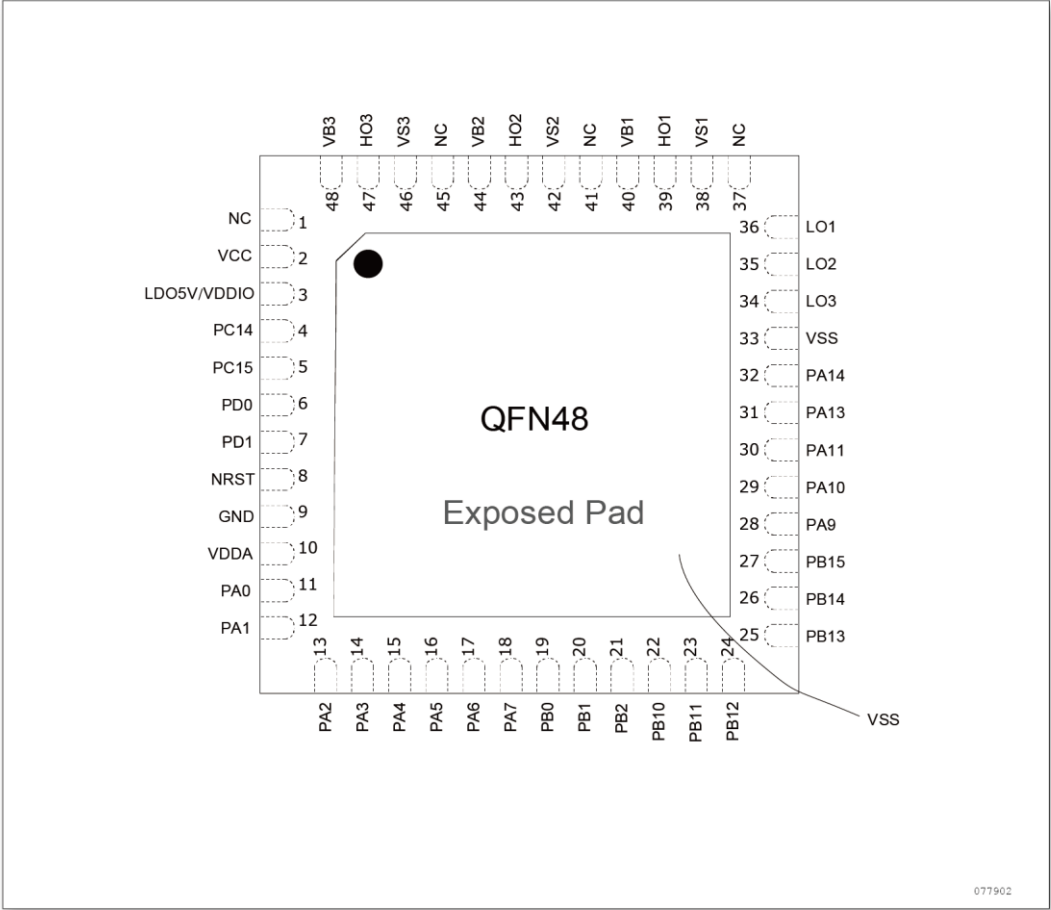 VB3 HO3 VS3 NC VB2 HO2 VS2 NC VB1 HO1 VS1 NC
48 47 46 45 44 43 42 41 40 39 38 37
NC 1
VCC 2
LDO5V/VDDIO 3
PC14 4
PC15 5
PD0 6
PD1 7
NRST 8
GND 9
VDDA 10
PA0 11
PA1 12
36 LO1
35 LO2
34 LO3
33 VSS
32 PA14
31 PA13
30 PA11
29 PA10
28 PA9
27 PB15
26 PB14
25 PB13
QFN48
Exposed Pad
13 14 15 16 17 18 19 20 21 22 23 24
PA2 PA3 PA4 PA5 PA6 PA7 PB0 PB1 PB2 PB10 PB11 PB12
VSS
077902